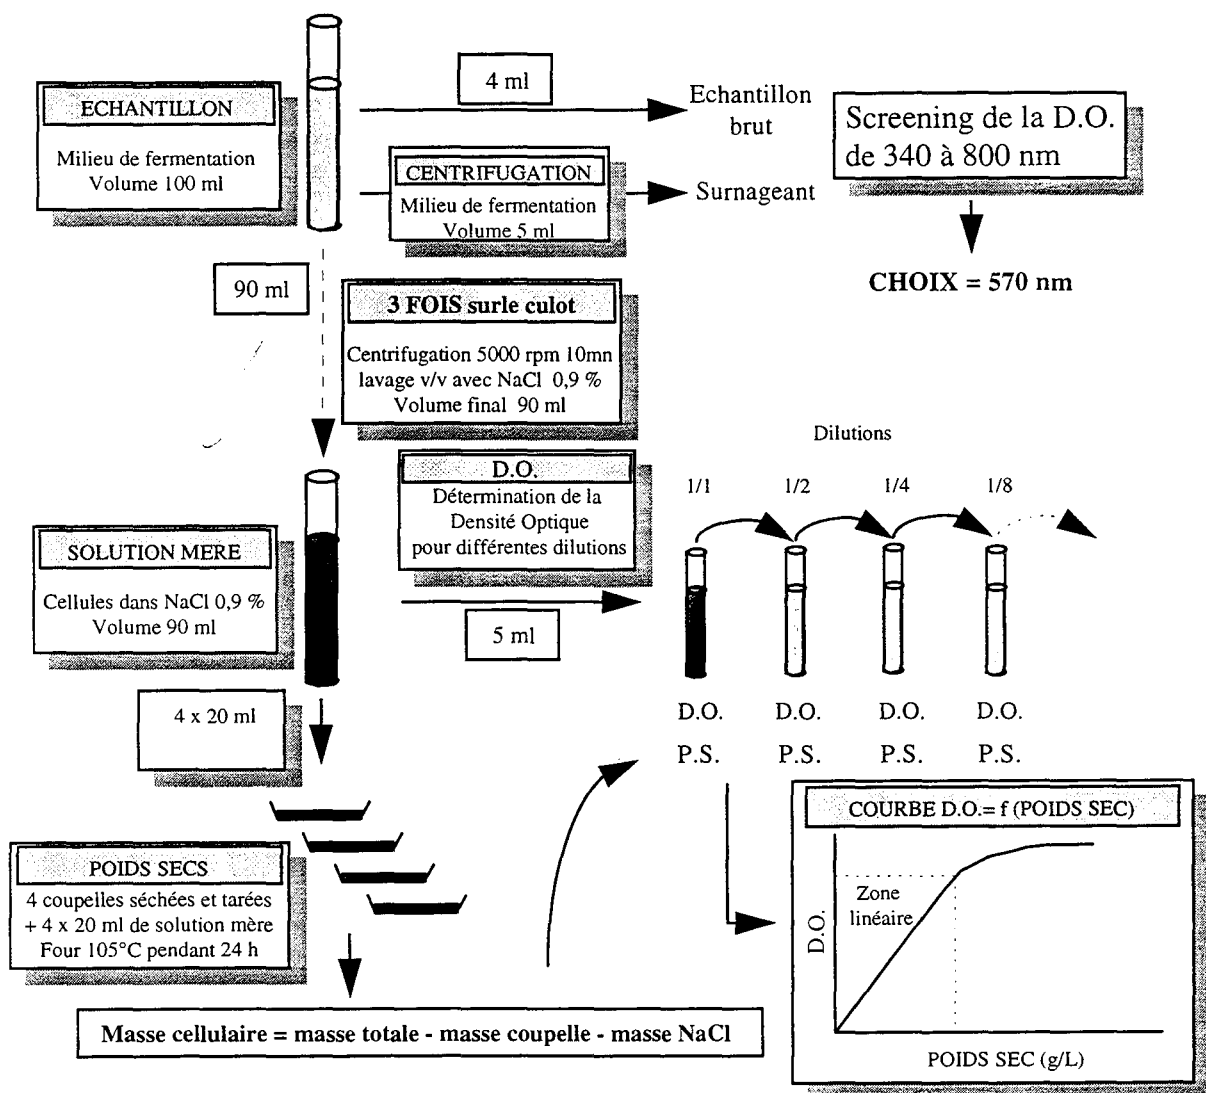 ECHANTILLON
Milieu de fermentation
Volume 100 ml
4 ml
Echantillon
brut
CENTRIFUGATION
Milieu de fermentation
Volume 5 ml
Surnageant
Screening de la D.O.
de 340 à 800 nm
CHOIX = 570 nm
90 ml
3 FOIS surle culot
Centrifugation 5000 rpm 10mn
lavage v/v avec NaCl 0,9 %
Volume final 90 ml
SOLUTION MERE
Cellules dans NaCl 0,9 %
Volume 90 ml
D.O.
Détermination de la
Densité Optique
pour différentes dilutions
5 ml
Dilutions
1/1 1/2 1/4 1/8
D.O. D.O. D.O. D.O.
P.S. P.S. P.S. P.S.
4 x 20 ml
POIDS SECS
4 coupelles séchées et tarées
+ 4 x 20 ml de solution mère
Four 105°C pendant 24 h
Masse cellulaire = masse totale - masse coupelle - masse NaCl
COURBE D.O.= f (POIDS SEC)
Zone
linéaire
D.O.
POIDS SEC (g/L)